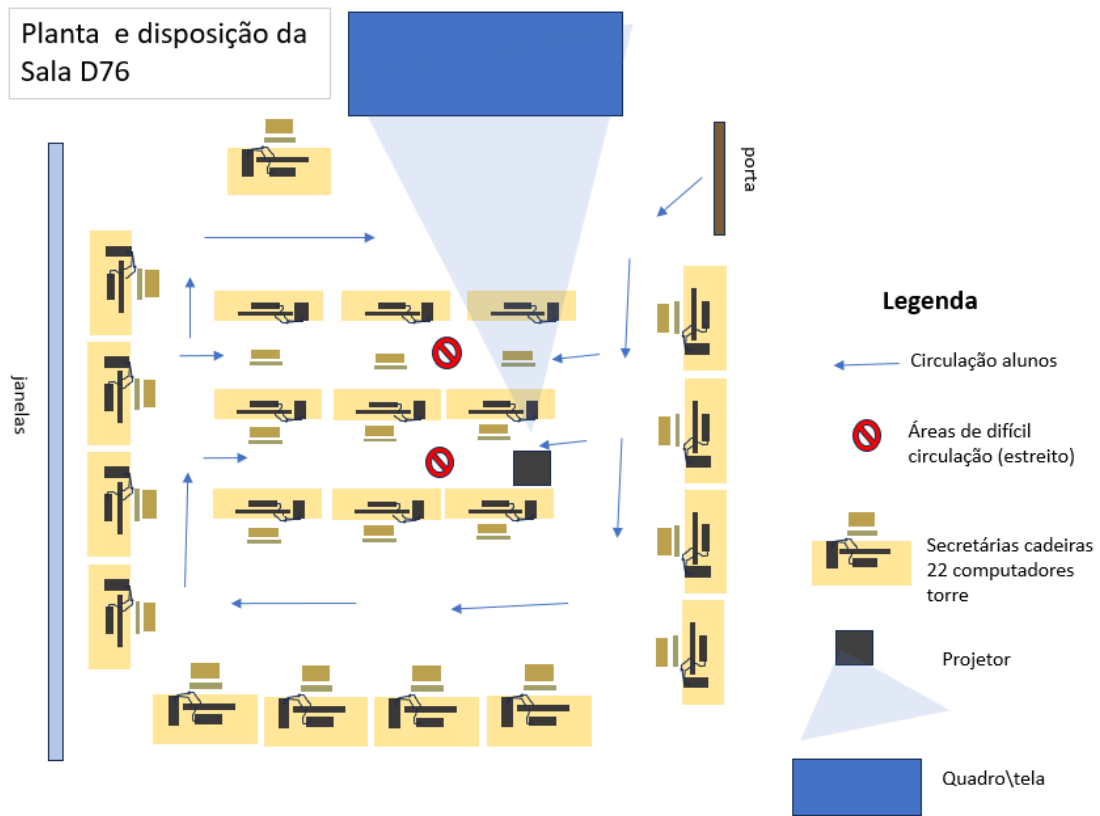 Planta e disposição da
Sala D76
porta
janelas
Legenda
Circulação alunos
Áreas de difícil
circulação (estreito)
Secretárias cadeiras
22 computadores
torre
Projetor
Quadro\tela